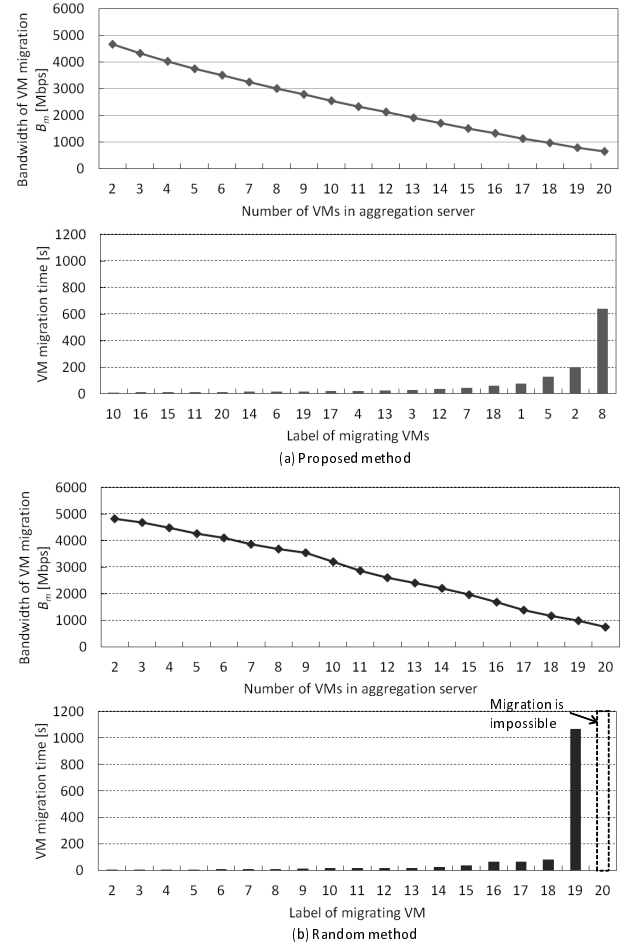 Bandwidth of VM migration
Bm [Mbps]
6000
5000
4000
3000
2000
1000
0
2 3 4 5 6 7 8 9 10 11 12 13 14 15 16 17 18 19 20
Number of VMs in aggregation server
VM migration time [s]
1200
1000
800
600
400
200
0
10 16 15 11 20 14 6 19 17 4 13 3 12 7 18 1 5 2 8
Label of migrating VMs
(a) Proposed method
Bandwidth of VM migration
Bm [Mbps]
6000
5000
4000
3000
2000
1000
0
2 3 4 5 6 7 8 9 10 11 12 13 14 15 16 17 18 19 20
Number of VMs in aggregation server
Migration is
impossible
VM migration time [s]
1200
1000
800
600
400
200
0
2 3 4 5 6 7 8 9 10 11 12 13 14 15 16 17 18 19 20
Label of migrating VM
(b) Random method